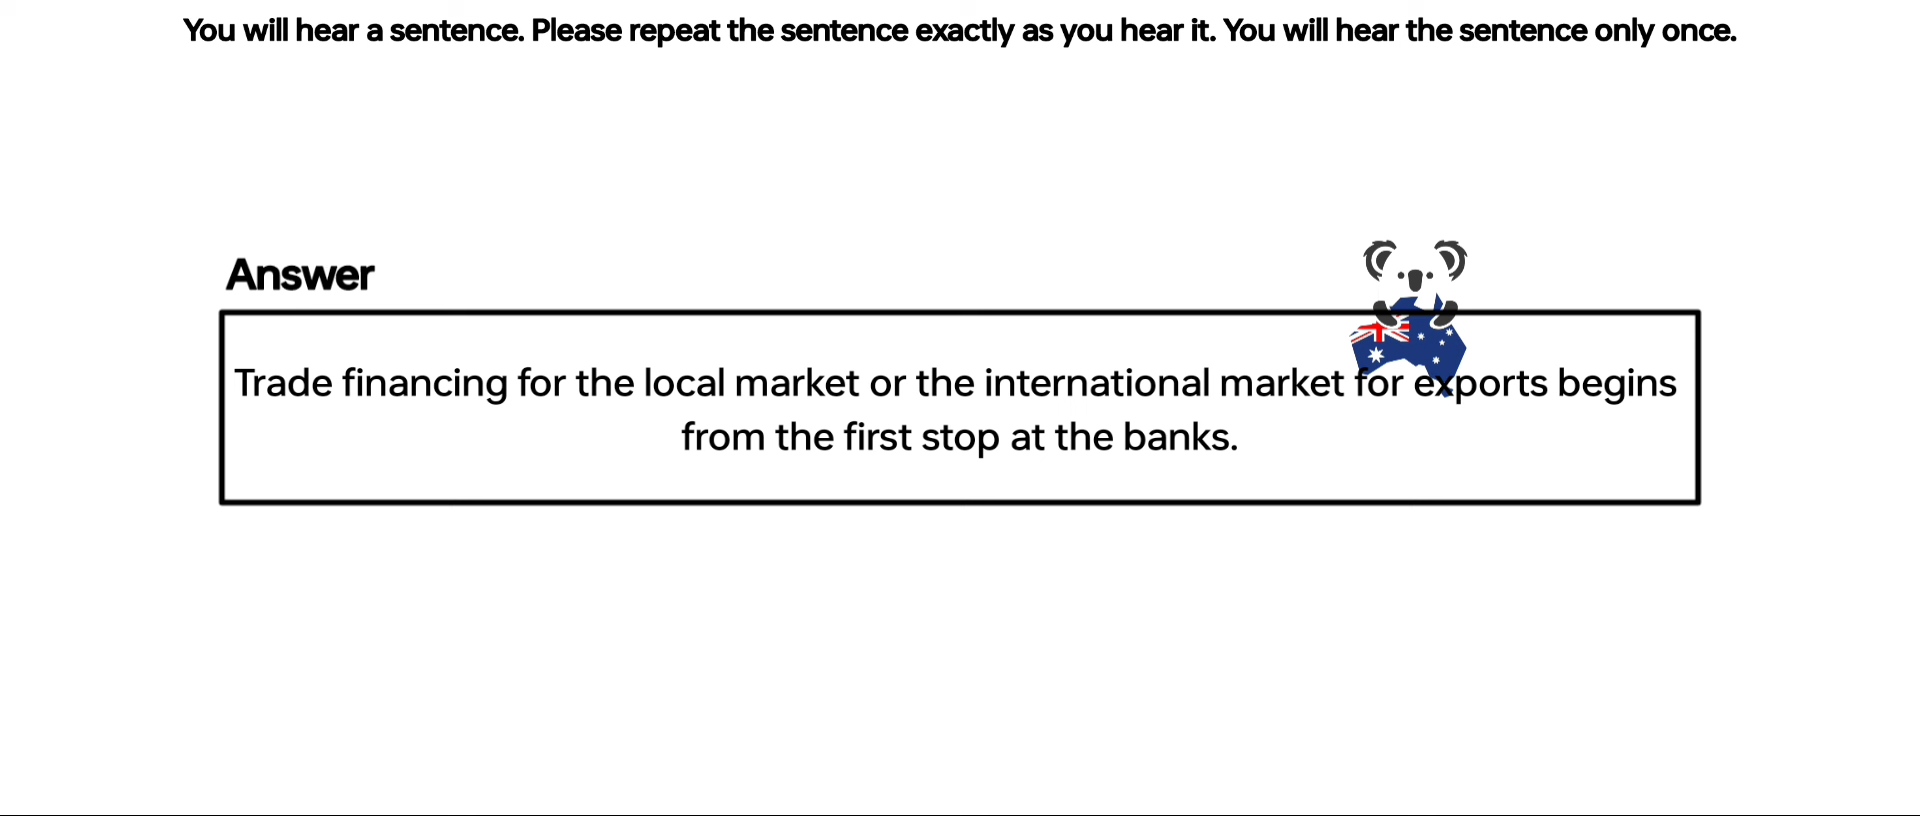 You will hear a sentence. Please repeat the sentence exactly as you hear it. You will hear the sentence only once.
Answer
Trade financing for the local market or the international market for exports begins
from the first stop at the banks.